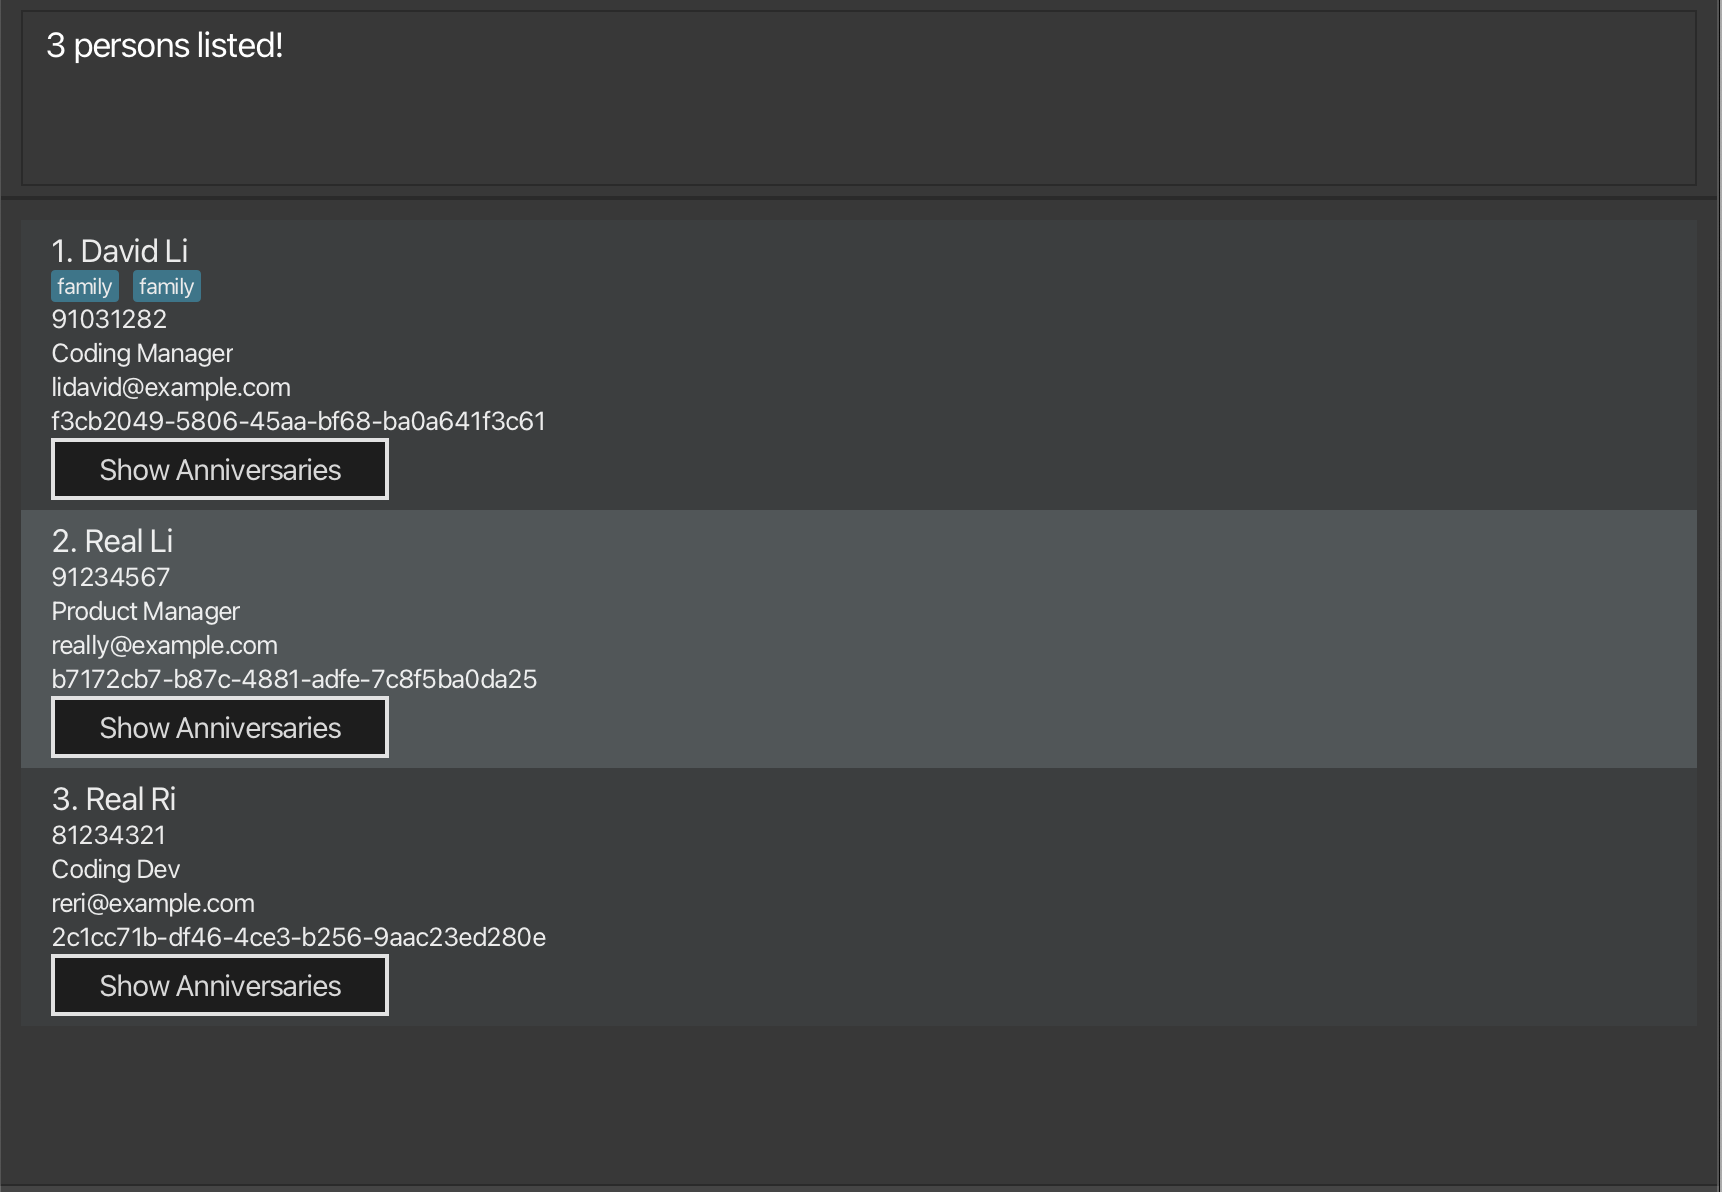 3 persons listed!
1. David Li
family family
91031282
Coding Manager
lidavid@example.com
f3cb2049-5806-45aa-bf68-ba0a641f3c61
Show Anniversaries
2. Real Li
91234567
Product Manager
really@example.com
b7172cb7-b87c-4881-adfe-7c8f5ba0da25
Show Anniversaries
3. Real Ri
81234321
Coding Dev
reri@example.com
2c1cc71b-df46-4ce3-b256-9aac23ed280e
Show Anniversaries